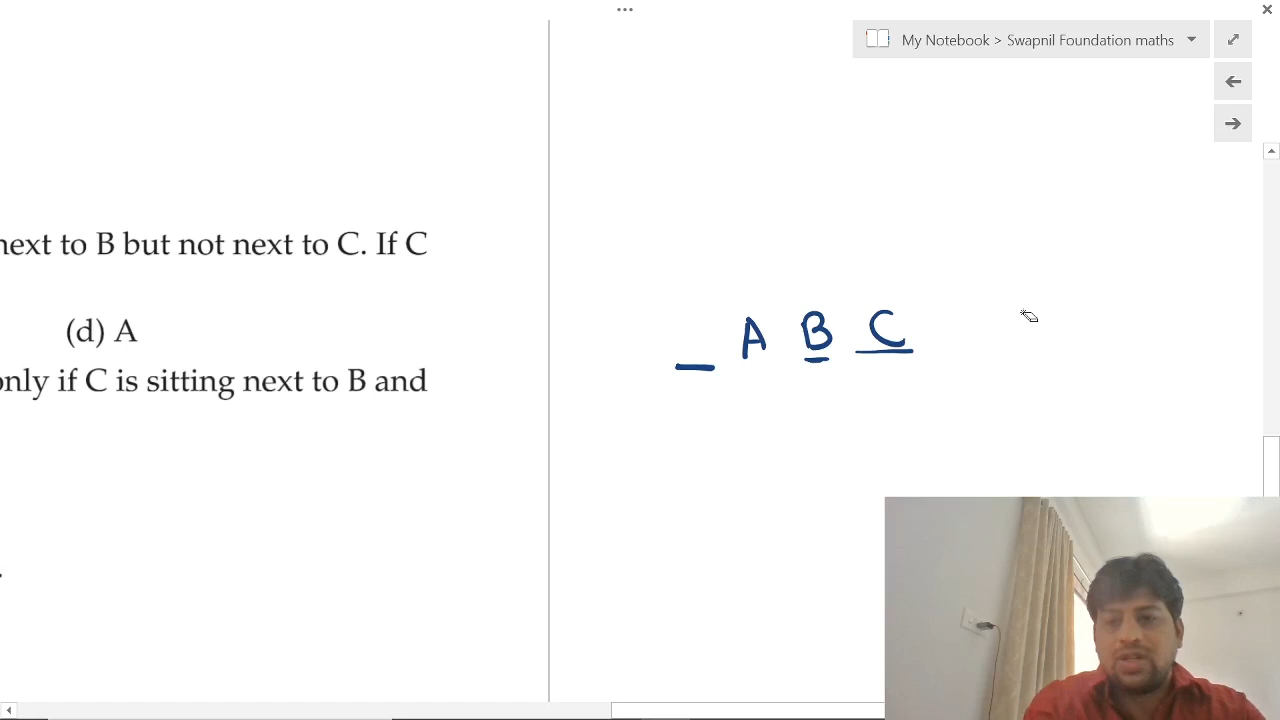 My Notebook > Swapnil Foundation maths
next to B but not next to C. If C
A B C
(d) A
only if C is sitting next to B and